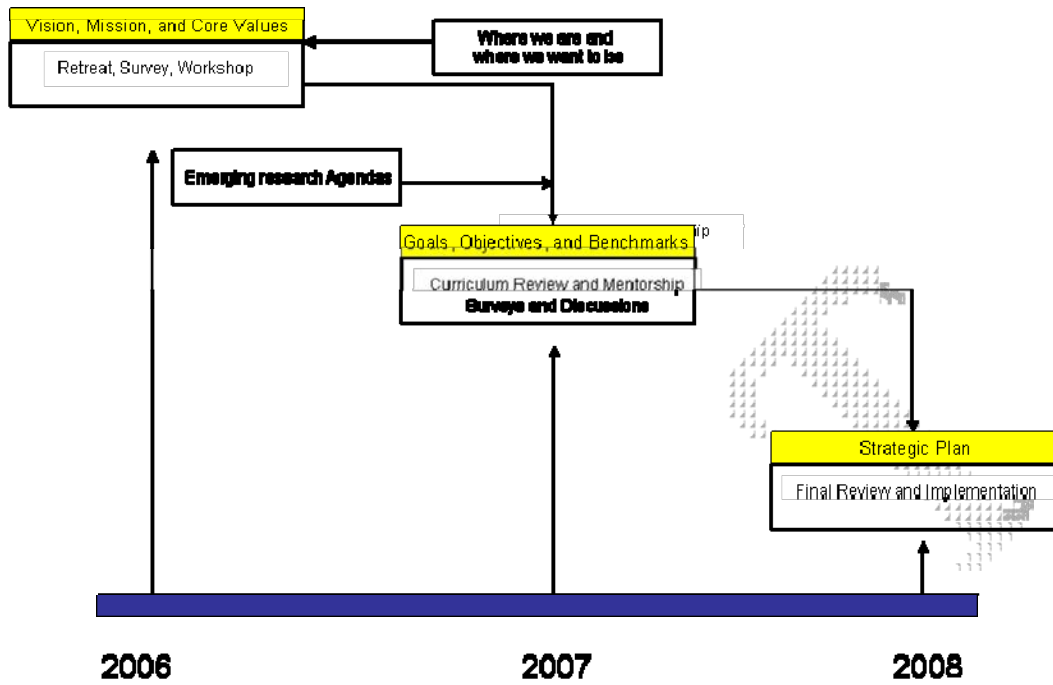 Vision, Mission, and Core Values
Retreat, Survey, Workshop
Where we are and
where we want to be
Emerging research Agendas
Goals, Objectives, and Benchmarks
Curriculum Review and Mentorship
Surveys and Discussions
Strategic Plan
Final Review and Implementation
2006
2007
2008